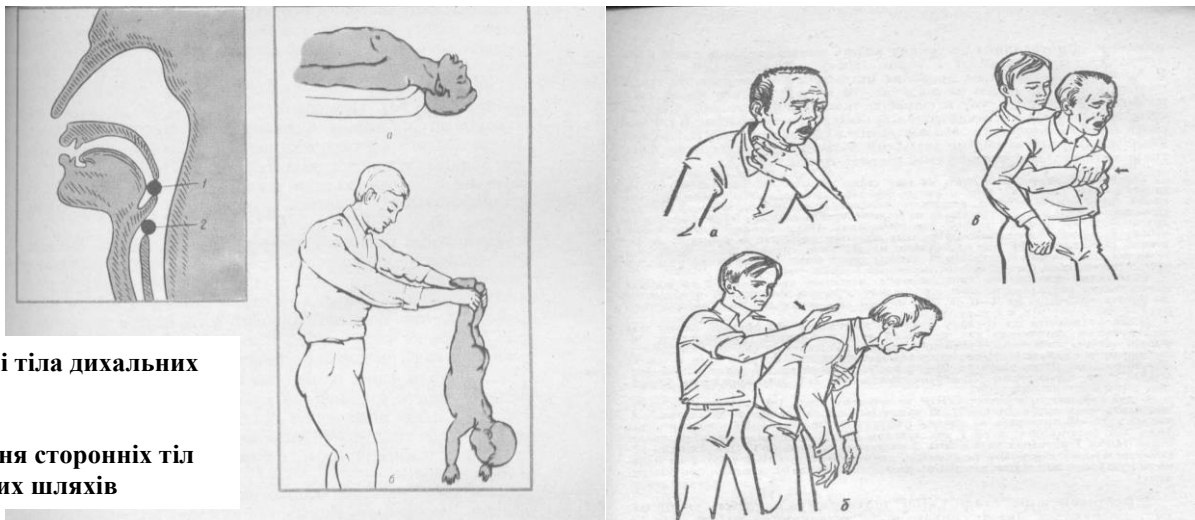 1
2
а
б
і тіла дихальних
ня сторонніх тіл
их шляхів
а
в
б